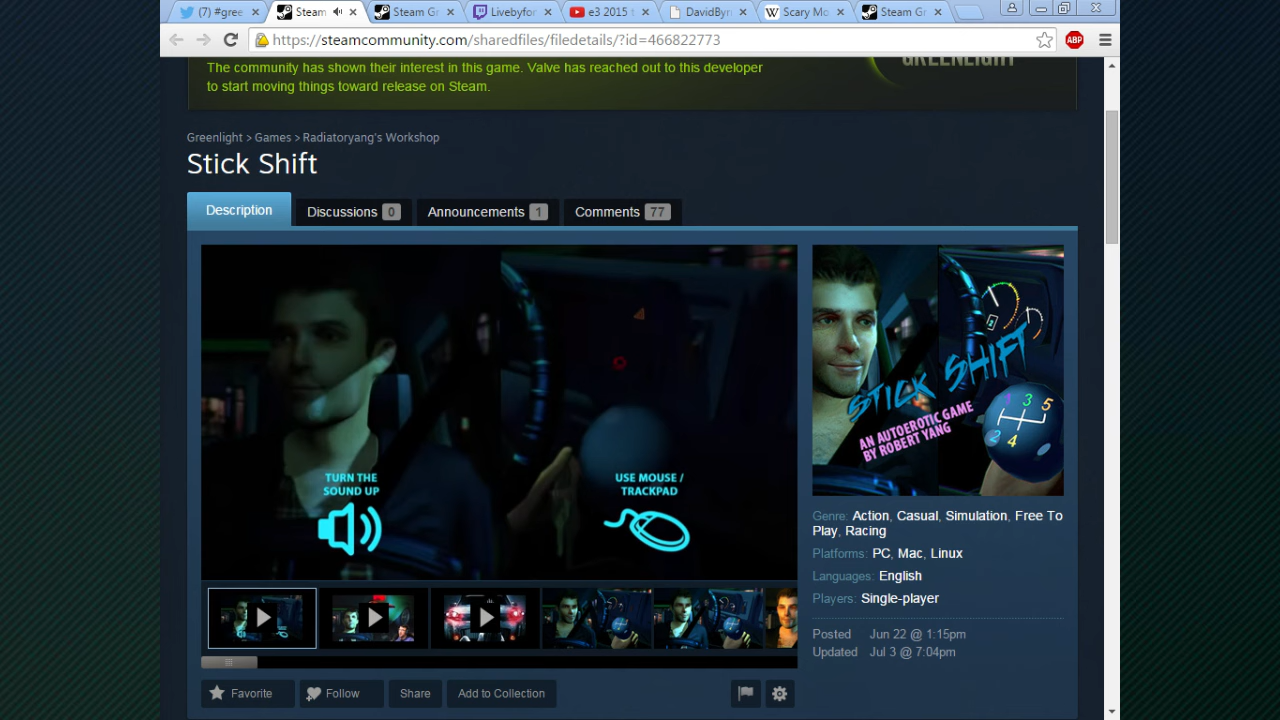 (7) #gree
Steam
Steam Gr
Livebyfor
e3 2015 t
DavidByr
Scary Mo
Steam Gr
https://steamcommunity.com/sharedfiles/filedetails/?id=466822773
ABP
GREENLIGHT
The community has shown their interest in this game. Valve has reached out to this developer
to start moving things toward release on Steam.
Greenlight > Games > Radiatoryang's Workshop
Stick Shift
Description
Discussions 0
Announcements 1
Comments 77
TURN THE
SOUND UP
USE MOUSE /
TRACKPAD
STICK SHIFT
AN AUTOEROTIC GAME
BY ROBERT YANG
1 3 5
2 4
Genre: Action, Casual, Simulation, Free To
Play, Racing
Platforms: PC, Mac, Linux
Languages: English
Players: Single-player
Posted Jun 22 @ 1:15pm
Updated Jul 3 @ 7:04pm
Favorite
Follow
Share
Add to Collection